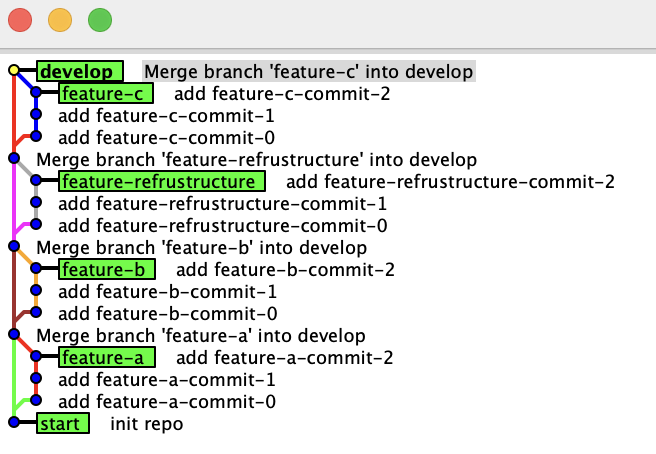 develop Merge branch 'feature-c' into develop
feature-c add feature-c-commit-2
add feature-c-commit-1
add feature-c-commit-0
Merge branch 'feature-refrustructure' into develop
feature-refrustructure add feature-refrustructure-commit-2
add feature-refrustructure-commit-1
add feature-refrustructure-commit-0
Merge branch 'feature-b' into develop
feature-b add feature-b-commit-2
add feature-b-commit-1
add feature-b-commit-0
Merge branch 'feature-a' into develop
feature-a add feature-a-commit-2
add feature-a-commit-1
add feature-a-commit-0
start init repo